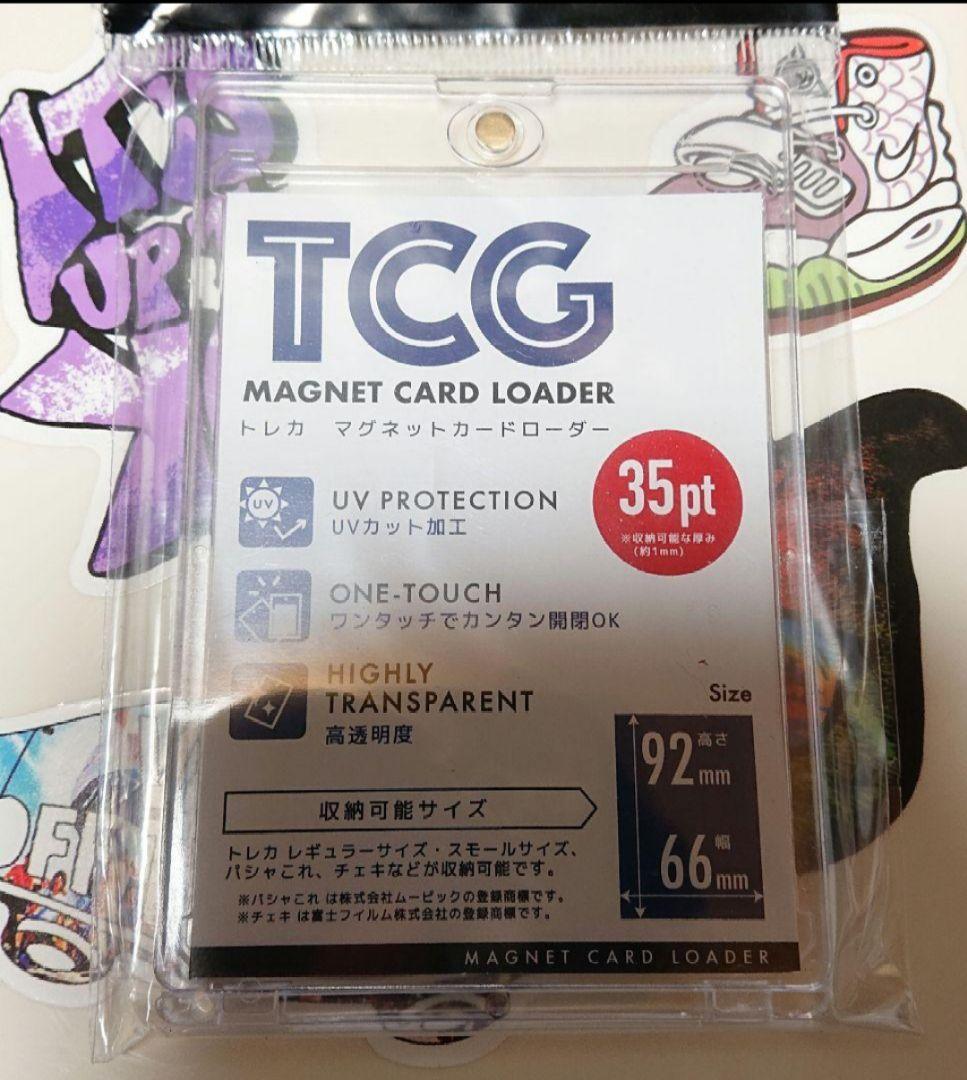 TCG
MAGNET CARD LOADER
トレカ マグネットカードローダー
35pt
※収納可能な厚み
(約1mm)
UV
UV PROTECTION
UVカット加工
ONE-TOUCH
ワンタッチでカンタン開閉OK
HIGHLY
TRANSPARENT
高透明度
Size
92mm
高さ
66mm
幅
収納可能サイズ
トレカ レギュラーサイズ・スモールサイズ、
パシャこれ、チェキなどが収納可能です。
※パシャこれ は株式会社ムービックの登録商標です。
※チェキ は富士フイルム株式会社の登録商標です。
MAGNET CARD LOADER
UP